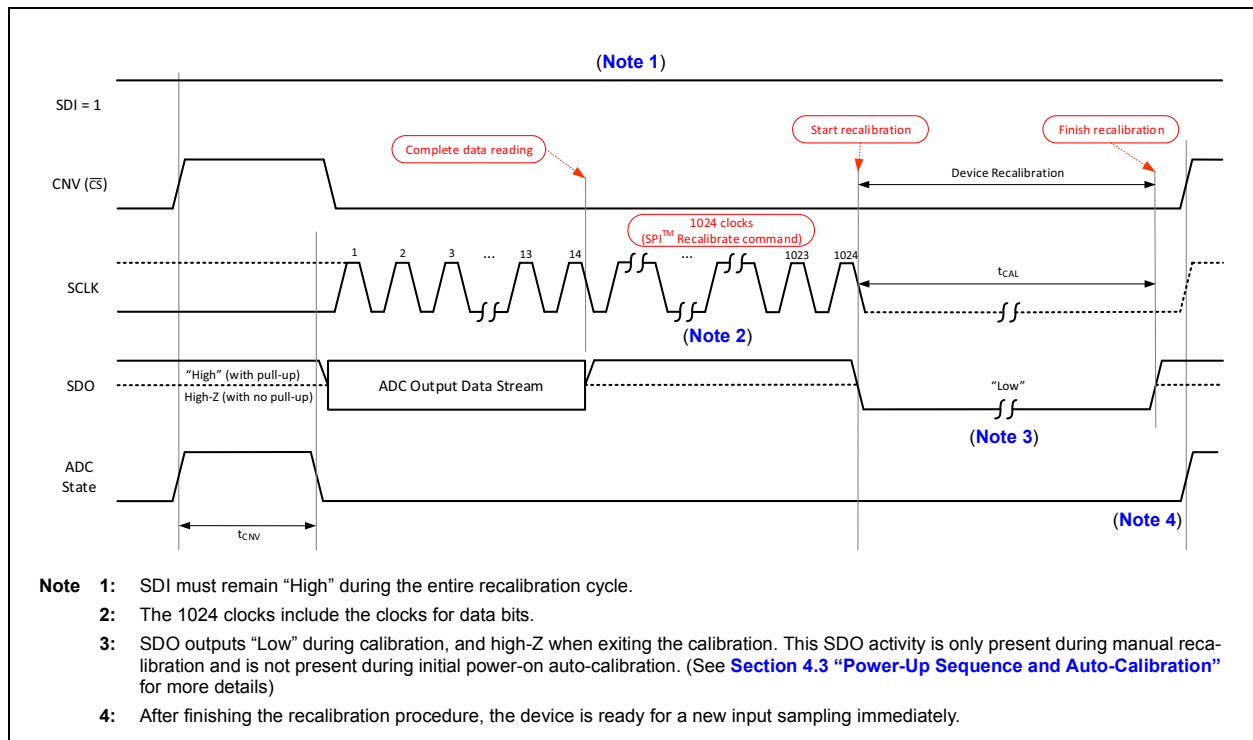 (Note 1)
SDI = 1
Complete data reading
Start recalibration
Finish recalibration
CNV (C̅S̅)
Device Recalibration
1024 clocks
(SPI™ Recalibrate command)
1 2 3 ... 13 14 ... 1023 1024
SCLK
tCAL
(Note 2)
SDO
"High" (with pull-up)
High-Z (with no pull-up)
ADC Output Data Stream
"Low"
(Note 3)
ADC
State
tCNV
(Note 4)
Note 1: SDI must remain “High” during the entire recalibration cycle.
2: The 1024 clocks include the clocks for data bits.
3: SDO outputs “Low” during calibration, and high-Z when exiting the calibration. This SDO activity is only present during manual reca-
libration and is not present during initial power-on auto-calibration. (See Section 4.3 “Power-Up Sequence and Auto-Calibration”
for more details)
4: After finishing the recalibration procedure, the device is ready for a new input sampling immediately.